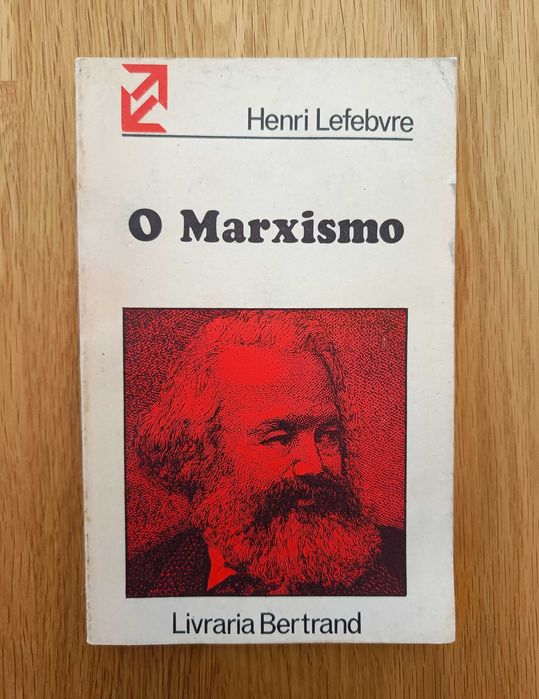 Henri Lefebvre
O Marxismo
Livraria Bertrand